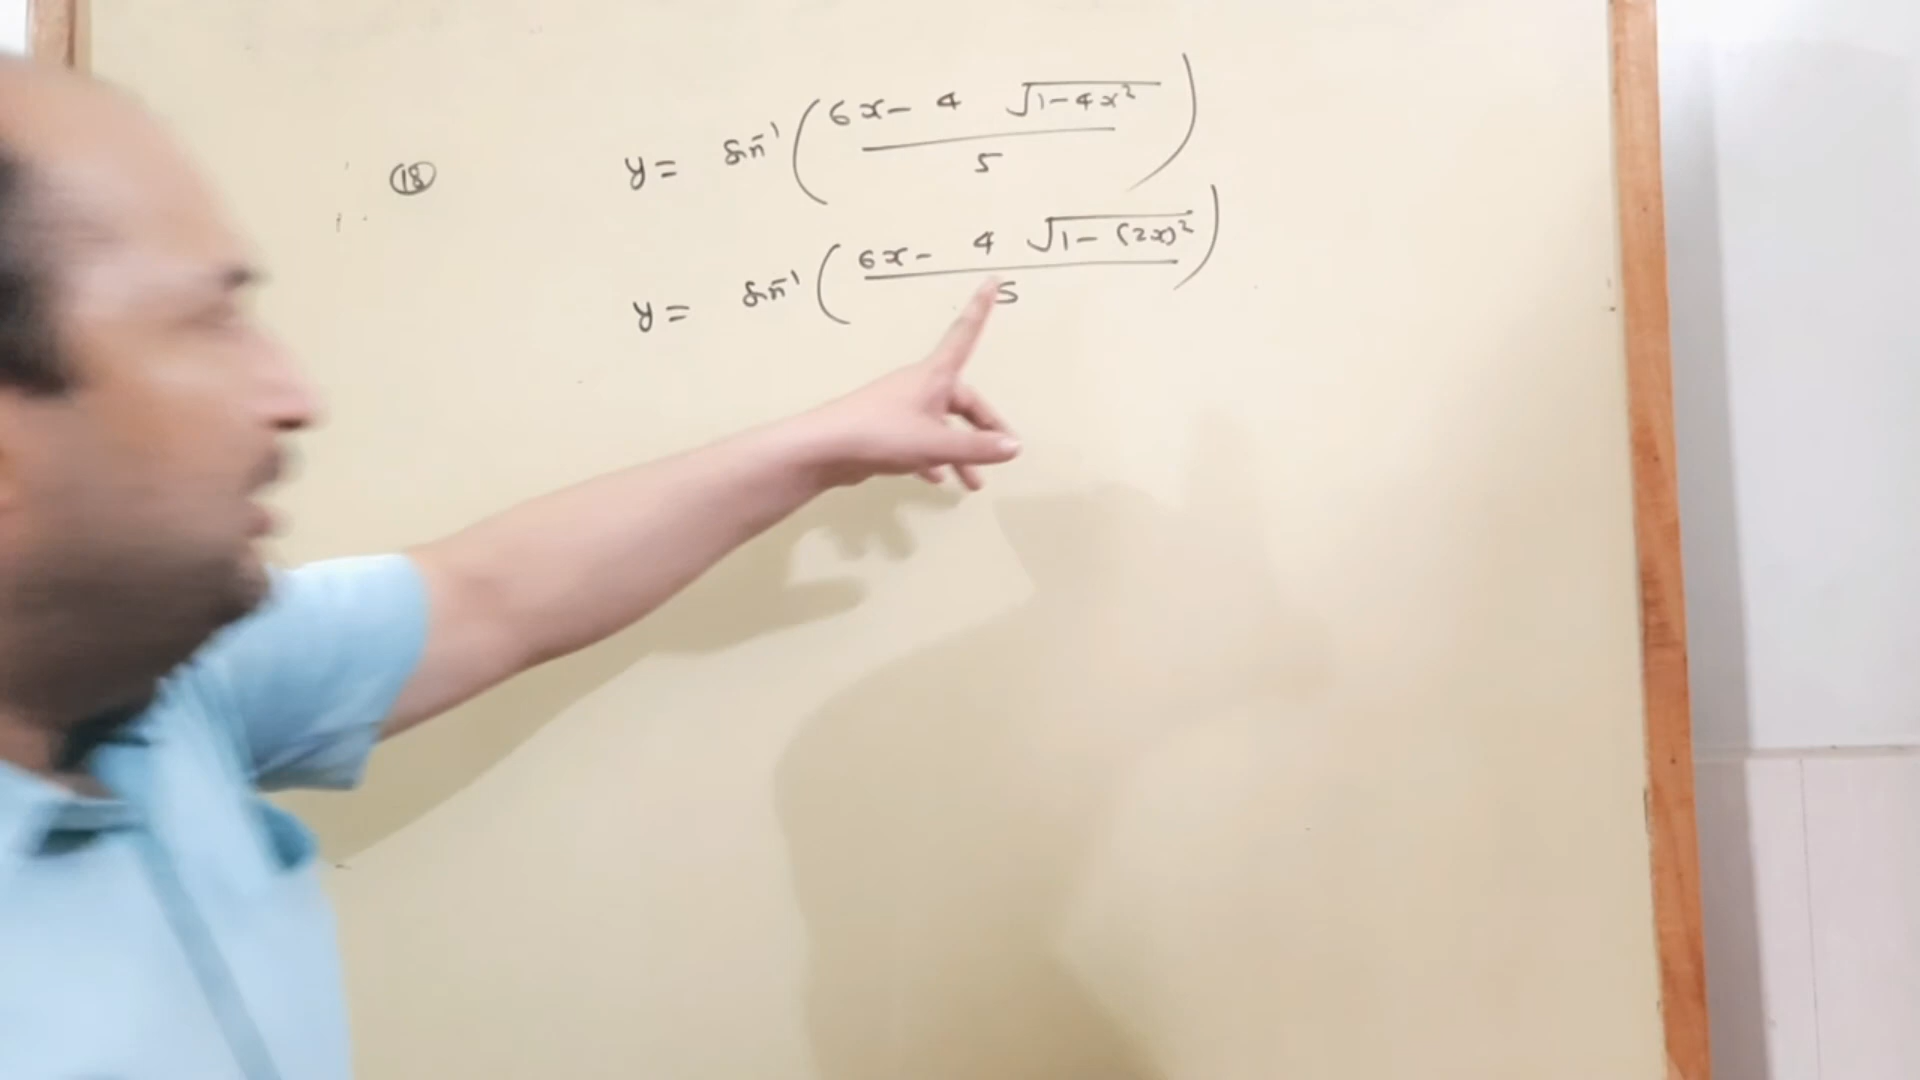 (18) y = sin⁻¹ ( (6x - 4 √(1-4x²)) / 5 )
y = sin⁻¹ ( (6x - 4 √(1-(2x)²)) / 5 )